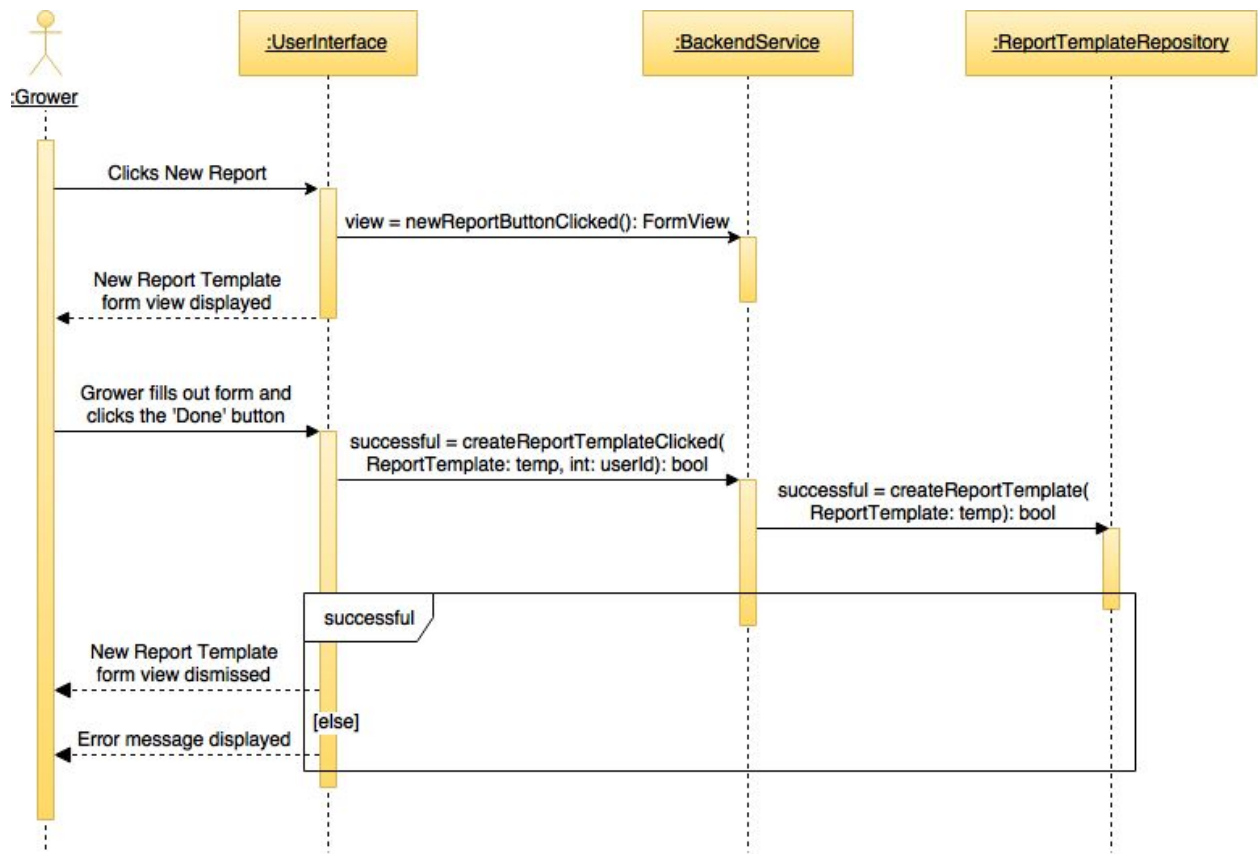 :UserInterface
:BackendService
:ReportTemplateRepository
:Grower
Clicks New Report
view = newReportButtonClicked(): FormView
New Report Template
form view displayed
Grower fills out form and
clicks the 'Done' button
successful = createReportTemplateClicked(
ReportTemplate: temp, int: userId): bool
successful = createReportTemplate(
ReportTemplate: temp): bool
successful
New Report Template
form view dismissed
[else]
Error message displayed